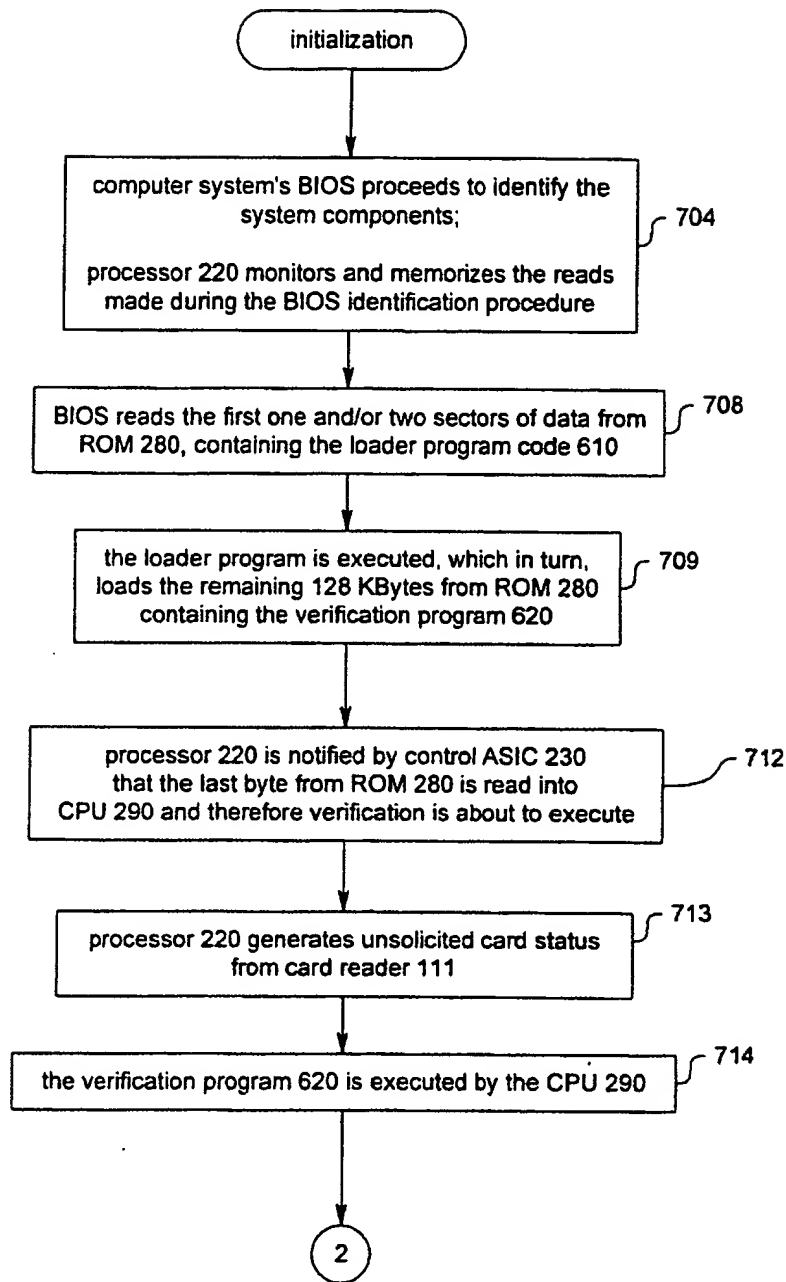 initialization
computer system's BIOS proceeds to identify the
system components;
processor 220 monitors and memorizes the reads
made during the BIOS identification procedure
704
BIOS reads the first one and/or two sectors of data from
ROM 280, containing the loader program code 610
708
the loader program is executed, which in turn,
loads the remaining 128 KBytes from ROM 280
containing the verification program 620
709
processor 220 is notified by control ASIC 230
that the last byte from ROM 280 is read into
CPU 290 and therefore verification is about to execute
712
processor 220 generates unsolicited card status
from card reader 111
713
the verification program 620 is executed by the CPU 290
714
2